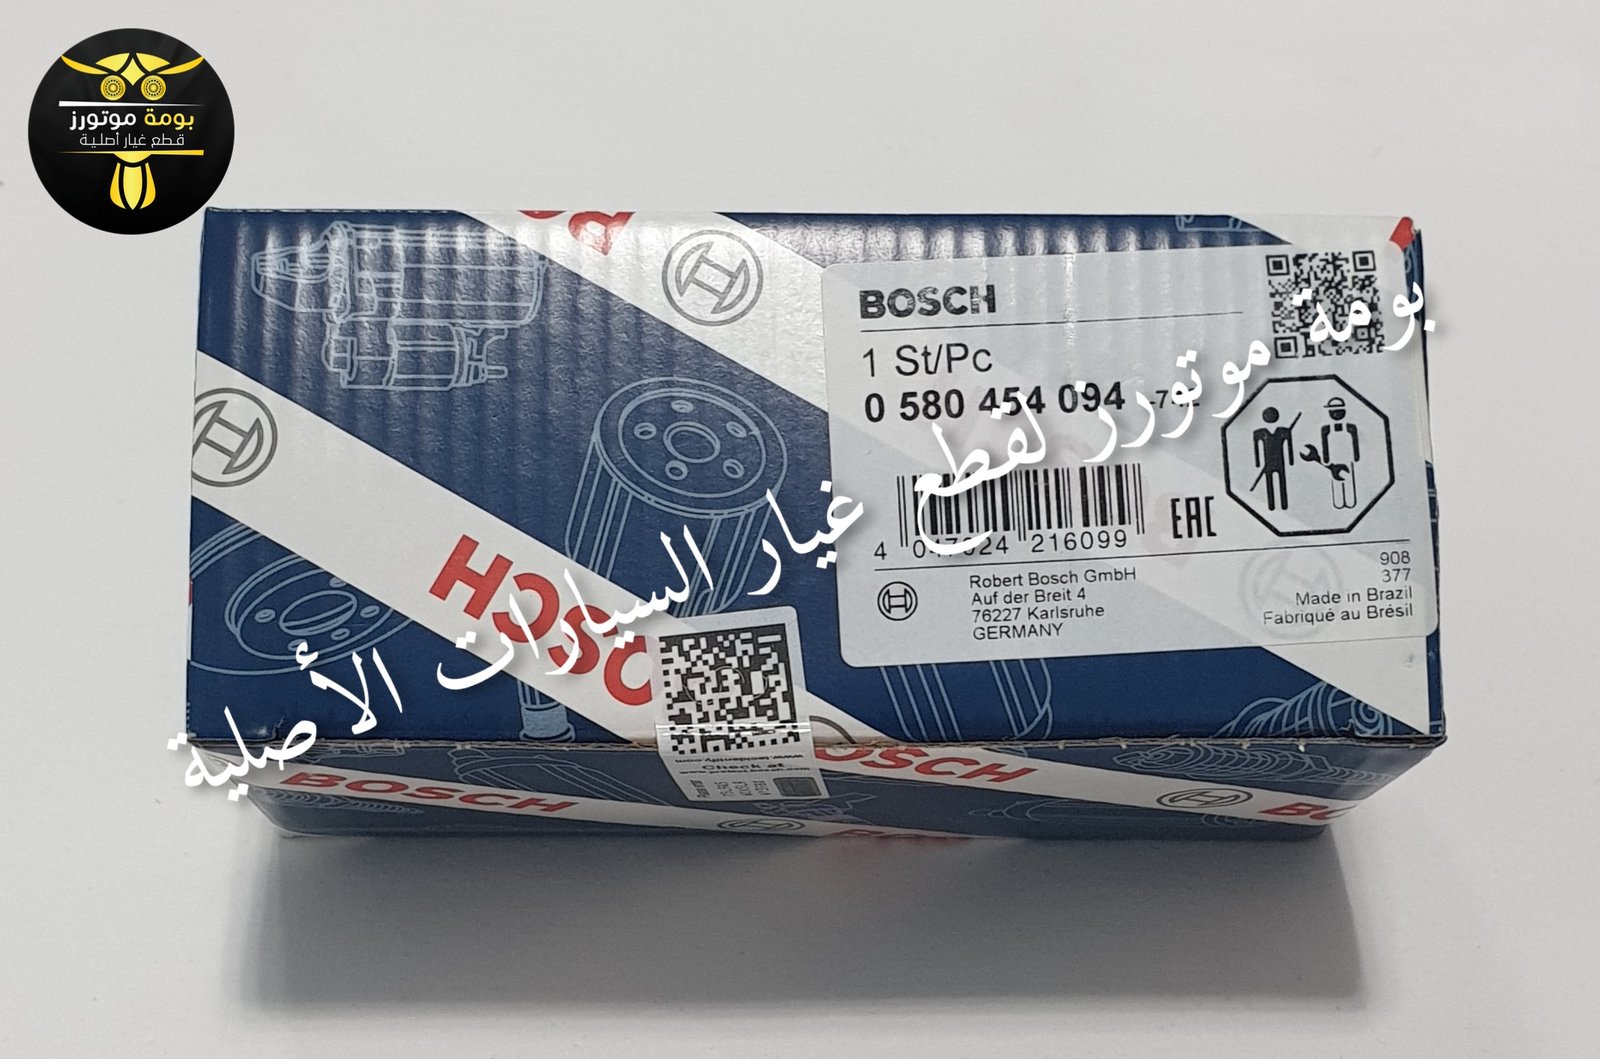 بومة موتورز
قطع غيار أصلية
BOSCH
1 St/Pc
0 580 454 094
4 047024 216099
EAC
Robert Bosch GmbH
Auf der Breit 4
76227 Karlsruhe
GERMANY
908
377
Made in Brazil
Fabriqué au Brésil
بومة موتورز لقطع غيار السيارات الأصلية
BOSCH
Check at
BOSCH
BOSCH